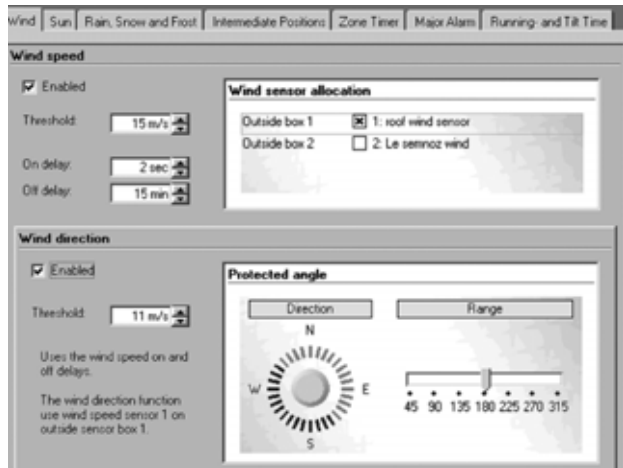 Wind Sun Rain, Snow and Frost Intermediate Positions Zone Timer Major Alarm Running- and Tilt Time
Wind speed
Enabled
Threshold: 15 m/s
On delay: 2 sec
Off delay: 15 min
Wind sensor allocation
Outside box 1 1: roof wind sensor
Outside box 2 2: Le semnoz wind
Wind direction
Enabled
Threshold: 11 m/s
Uses the wind speed on and
off delays.
The wind direction function
use wind speed sensor 1 on
outside sensor box 1.
Protected angle
Direction Range
N
W E
S
45 90 135 180 225 270 315